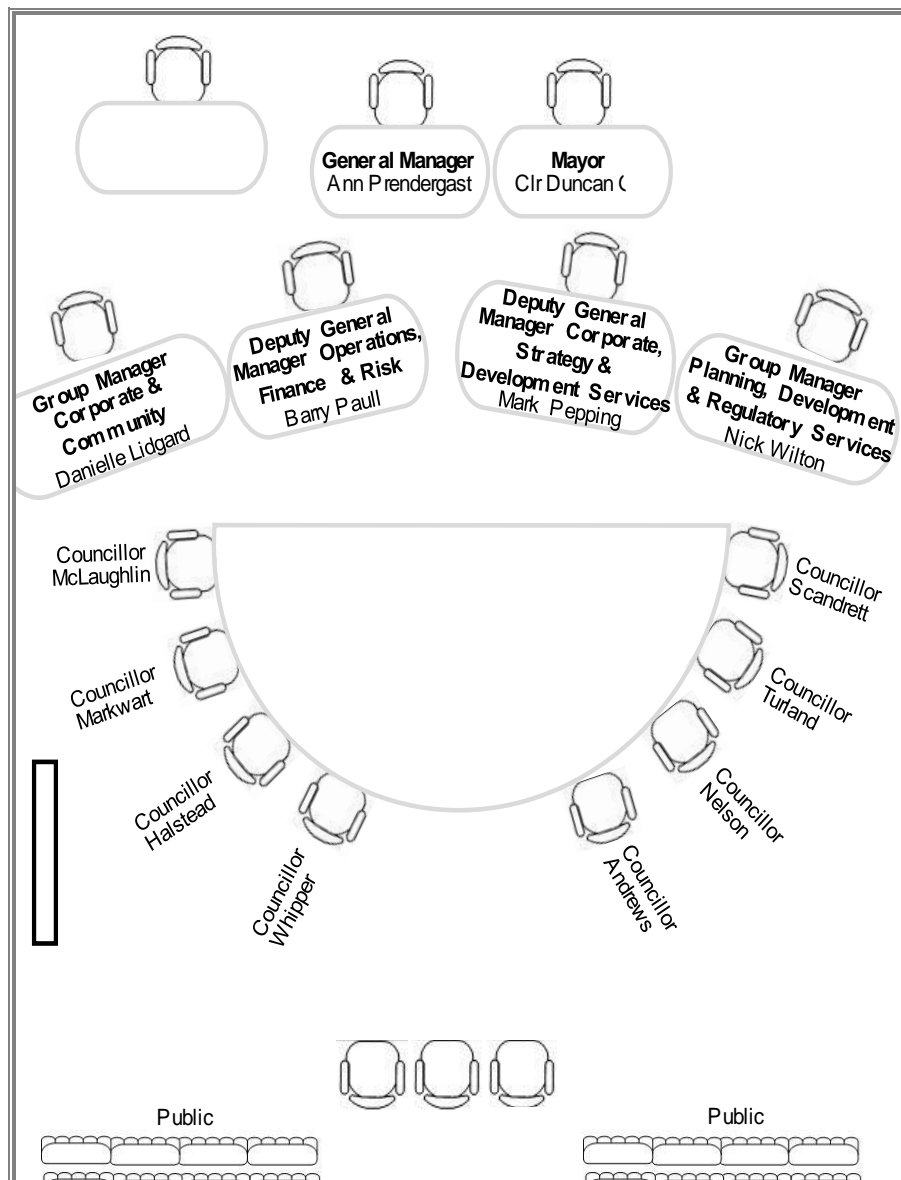 General Manager
Ann Prendergast
Mayor
Clr Duncan
Group Manager
Corporate &
Community
Danielle Lidgard
Deputy General
Manager Operations,
Finance & Risk
Barry Paull
Deputy General
Manager Corporate,
Strategy &
Development Services
Mark Pepping
Group Manager
Planning, Development
& Regulatory Services
Nick Wilton
Councillor
McLaughlin
Councillor
Markwart
Councillor
Halstead
Councillor
Whipper
Councillor
Scandrett
Councillor
Turland
Councillor
Nelson
Councillor
Andrews
Public
Public